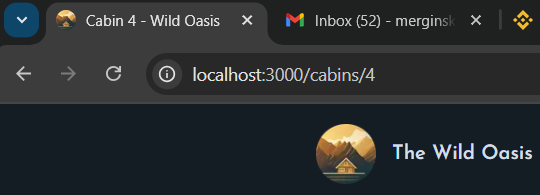 Cabin 4 - Wild Oasis
Inbox (52) - merginsk
localhost:3000/cabins/4
The Wild Oasis